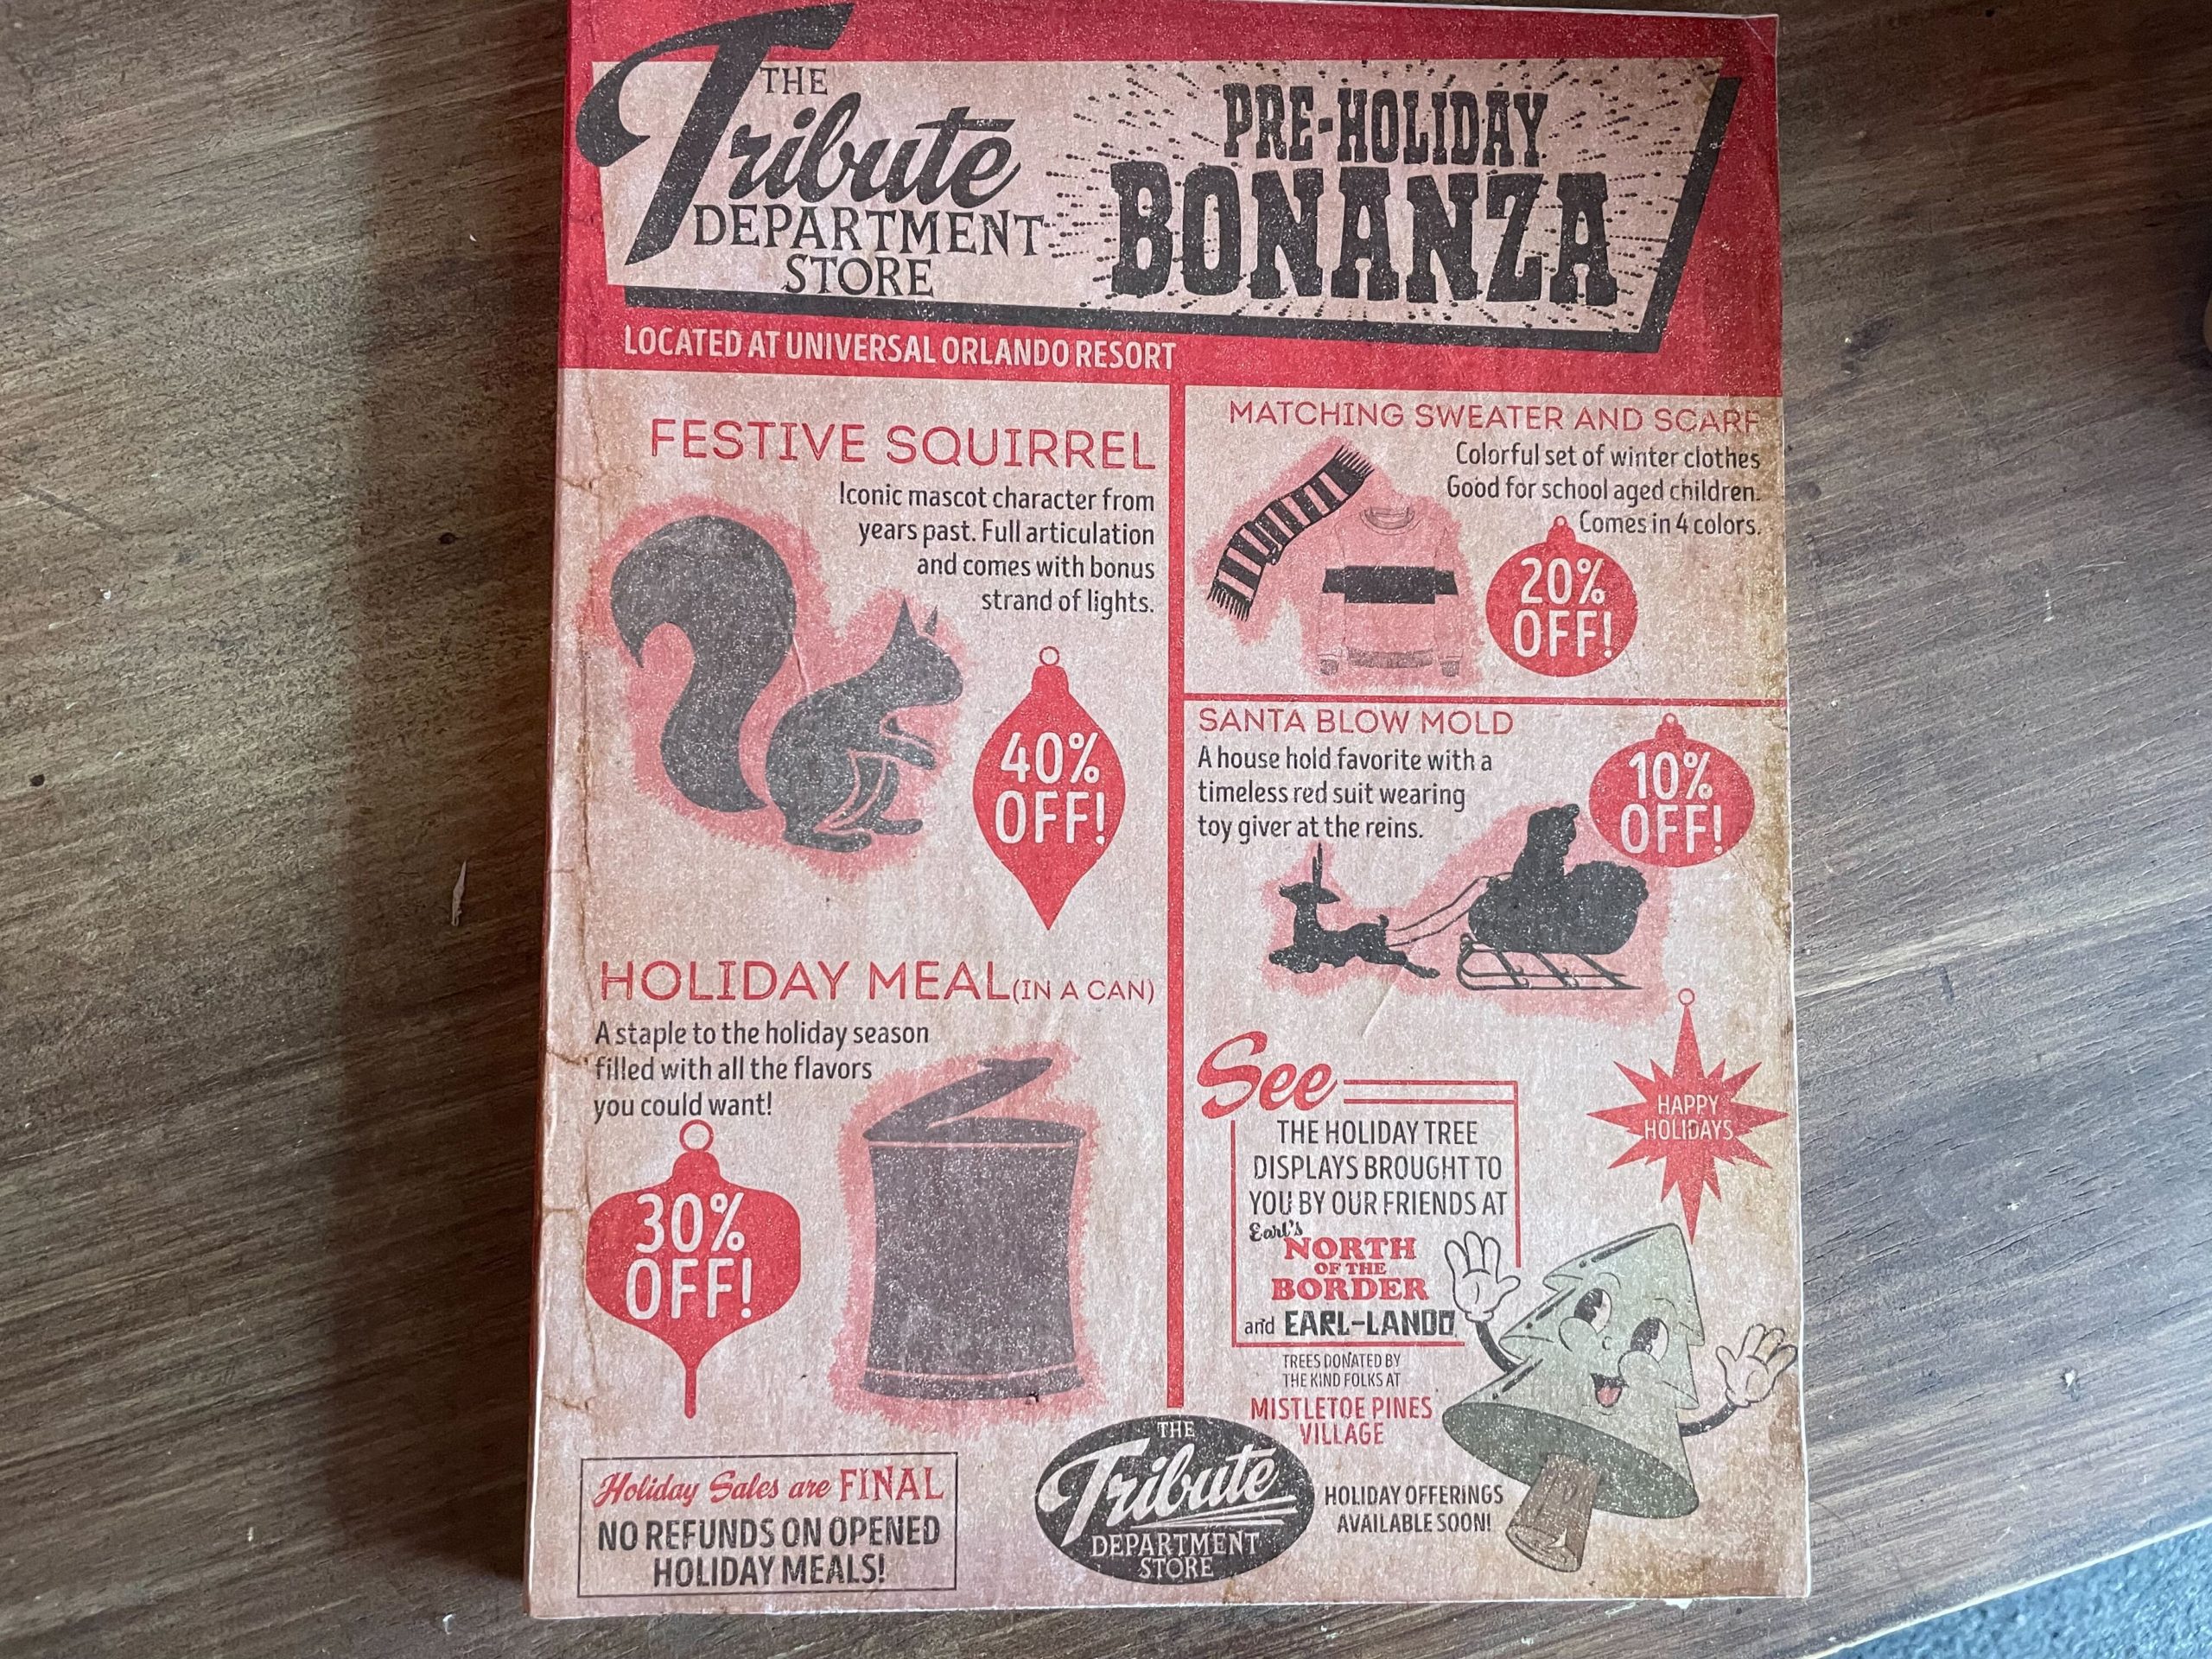 THE
Tribute
DEPARTMENT
STORE
PRE-HOLIDAY
BONANZA
LOCATED AT UNIVERSAL ORLANDO RESORT
FESTIVE SQUIRREL
Iconic mascot character from
years past. Full articulation
and comes with bonus
strand of lights.
40%
OFF!
HOLIDAY MEAL (IN A CAN)
A staple to the holiday season
filled with all the flavors
you could want!
30%
OFF!
Holiday Sales are FINAL
NO REFUNDS ON OPENED
HOLIDAY MEALS!
MATCHING SWEATER AND SCARF
Colorful set of winter clothes
Good for school aged children.
Comes in 4 colors.
20%
OFF!
SANTA BLOW MOLD
A house hold favorite with a
timeless red suit wearing
toy giver at the reins.
10%
OFF!
See
THE HOLIDAY TREE
DISPLAYS BROUGHT TO
YOU BY OUR FRIENDS AT
Earl's
NORTH
OF THE
BORDER
and EARL-LANDO
HAPPY
HOLIDAYS
TREES DONATED BY
THE KIND FOLKS AT
MISTLETOE PINES
VILLAGE
THE
Tribute
DEPARTMENT
STORE
HOLIDAY OFFERINGS
AVAILABLE SOON!